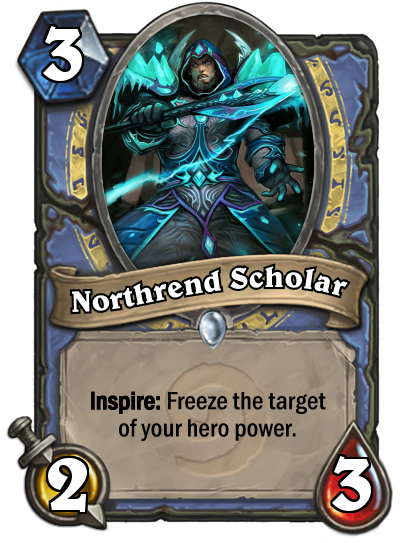 3
Northrend Scholar
Inspire: Freeze the target
of your hero power.
2
3